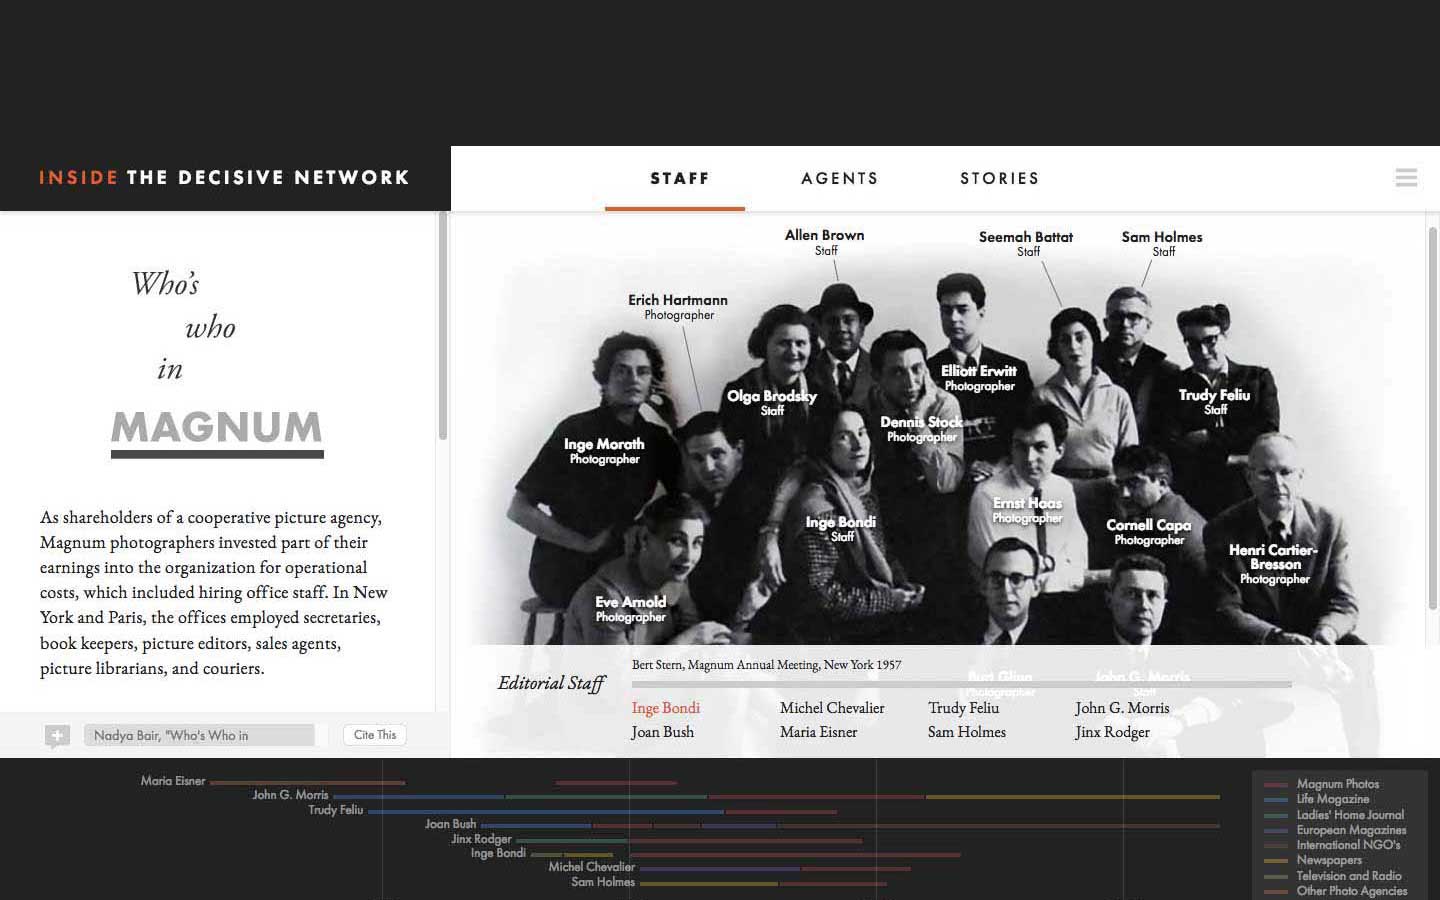 INSIDE THE DECISIVE NETWORK
STAFF
AGENTS
STORIES
Who's
who
in
MAGNUM
As shareholders of a cooperative picture agency,
Magnum photographers invested part of their
earnings into the organization for operational
costs, which included hiring office staff. In New
York and Paris, the offices employed secretaries,
book keepers, picture editors, sales agents,
picture librarians, and couriers.
Nadya Bair, "Who's Who in
Cite This
Allen Brown
Staff
Seemah Battat
Staff
Sam Holmes
Staff
Erich Hartmann
Photographer
Elliott Erwitt
Photographer
Olga Brodsky
Staff
Trudy Feliu
Staff
Dennis Stock
Photographer
Inge Morath
Photographer
Ernst Haas
Photographer
Inge Bondi
Staff
Cornell Capa
Photographer
Henri Cartier-
Bresson
Photographer
Eve Arnold
Photographer
Burt Glinn
Photographer
John G. Morris
Staff
Bert Stern, Magnum Annual Meeting, New York 1957
Editorial Staff
Inge Bondi
Michel Chevalier
Trudy Feliu
John G. Morris
Joan Bush
Maria Eisner
Sam Holmes
Jinx Rodger
Maria Eisner
John G. Morris
Trudy Feliu
Joan Bush
Jinx Rodger
Inge Bondi
Michel Chevalier
Sam Holmes
Magnum Photos
Life Magazine
Ladies' Home Journal
European Magazines
International NGO's
Newspapers
Television and Radio
Other Photo Agencies